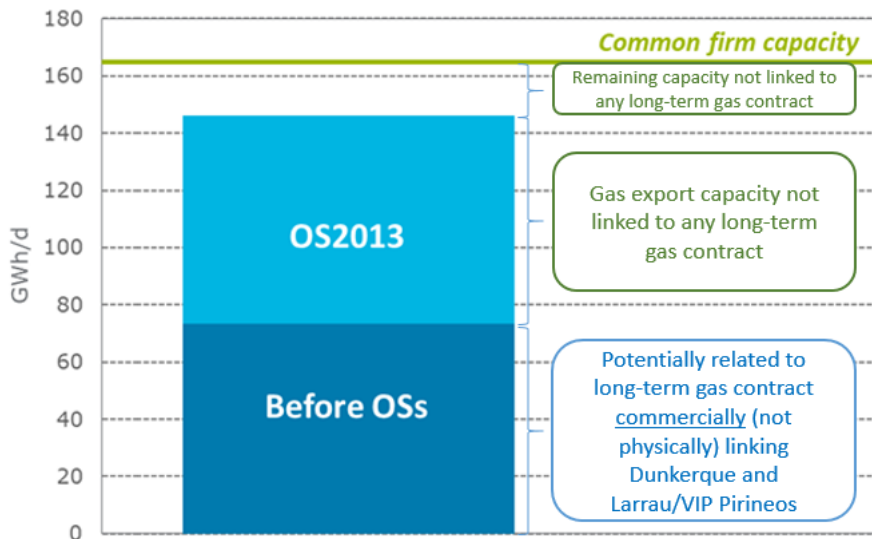 180
Common firm capacity
160
Remaining capacity not linked to
any long-term gas contract
140
120
Gas export capacity not
linked to any long-term
gas contract
OS2013
100
GWh/d
80
60
Potentially related to
long-term gas contract
commercially (not
physically) linking
Dunkerque and
Larrau/VIP Pirineos
Before OSs
40
20
0